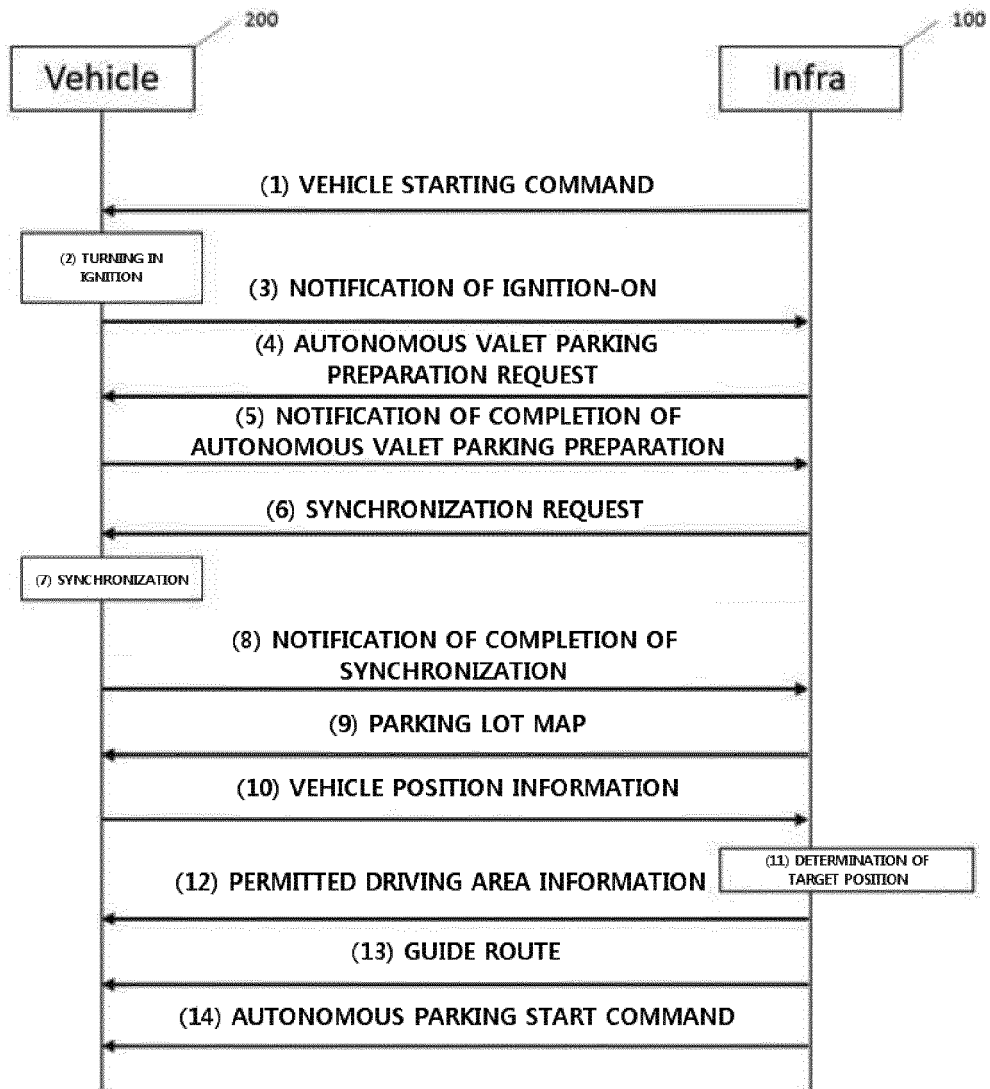 200
100
Vehicle
Infra
(1) VEHICLE STARTING COMMAND
(2) TURNING IN
IGNITION
(3) NOTIFICATION OF IGNITION-ON
(4) AUTONOMOUS VALET PARKING
PREPARATION REQUEST
(5) NOTIFICATION OF COMPLETION OF
AUTONOMOUS VALET PARKING PREPARATION
(6) SYNCHRONIZATION REQUEST
(7) SYNCHRONIZATION
(8) NOTIFICATION OF COMPLETION OF
SYNCHRONIZATION
(9) PARKING LOT MAP
(10) VEHICLE POSITION INFORMATION
(11) DETERMINATION OF
TARGET POSITION
(12) PERMITTED DRIVING AREA INFORMATION
(13) GUIDE ROUTE
(14) AUTONOMOUS PARKING START COMMAND